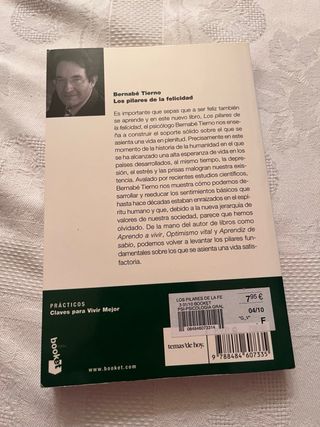 Bernabé Tierno
Los pilares de la felicidad
Es importante que sepas que a ser feliz también
se aprende y en este nuevo libro, Los pilares de
la felicidad, el psicólogo Bernabé Tierno nos ense-
ña a construir el soporte sólido sobre el que se
asienta una vida en plenitud. Precisamente en este
momento de la historia de la humanidad en el que
se ha alcanzado una alta esperanza de vida en los
países desarrollados, al mismo tiempo, la depre-
sión, el estrés y las prisas malogran nuestra exis-
tencia. Avalado por recientes estudios científicos,
Bernabé Tierno nos muestra cómo podemos de-
sarrollar y reeducar los sentimientos básicos que
hasta hace décadas estaban enraizados en el espí-
ritu humano y que, debido a la nueva jerarquía de
valores de nuestra sociedad, parece que hemos
olvidado. De la mano del autor de libros como
Aprendo a vivir, Optimismo vital y Aprendiz de
sabio, podemos volver a levantar los pilares fun-
damentales sobre los que se asienta una vida satis-
factoria.
PRÁCTICOS
Claves para Vivir Mejor
LOS PILARES DE LA FE
3 01/10 BOOKET
PSI-PSICOLOGIA GRAL
7,95 €
04/10
F
booket
www.booket.com
temas'de hoy.
9 788484 607335